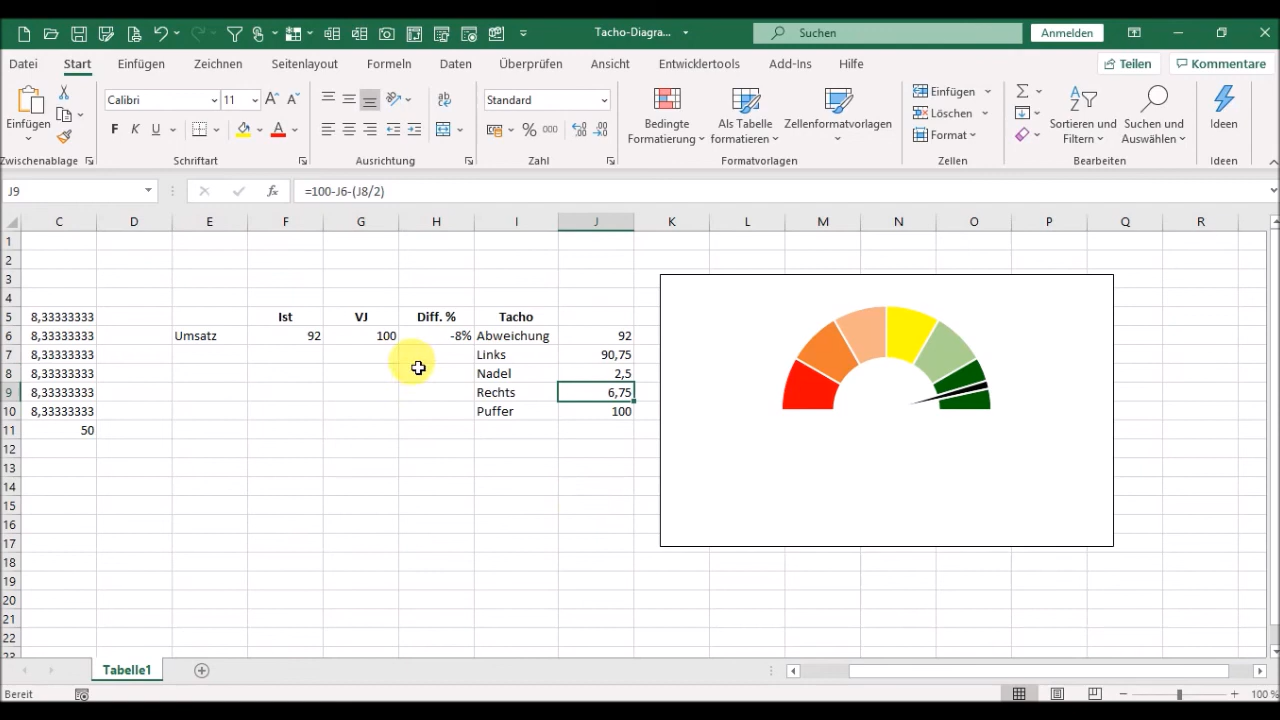 Tacho-Diagra...
Suchen
Anmelden
Datei Start Einfügen Zeichnen Seitenlayout Formeln Daten Überprüfen Ansicht Entwicklertools Add-Ins Hilfe Teilen Kommentare
Einfügen
Zwischenablage
Calibri 11
F K U
Schriftart
Ausrichtung
Standard
% 000
Zahl
Bedingte Formatierung
Als Tabelle formatieren
Zellenformatvorlagen
Formatvorlagen
Einfügen
Löschen
Format
Zellen
Sortieren und Filtern
Suchen und Auswählen
Bearbeiten
Ideen
Ideen
J9 fx =100-J6-(J8/2)
C D E F G H I J K L M N O P Q R
1
2
3
4
5 8,33333333 Ist VJ Diff. % Tacho
6 8,33333333 Umsatz 92 100 -8% Abweichung 92
7 8,33333333 Links 90,75
8 8,33333333 Nadel 2,5
9 8,33333333 Rechts 6,75
10 8,33333333 Puffer 100
11 50
12
13
14
15
16
17
18
19
20
21
22
23
Tabelle1
Bereit
100 %